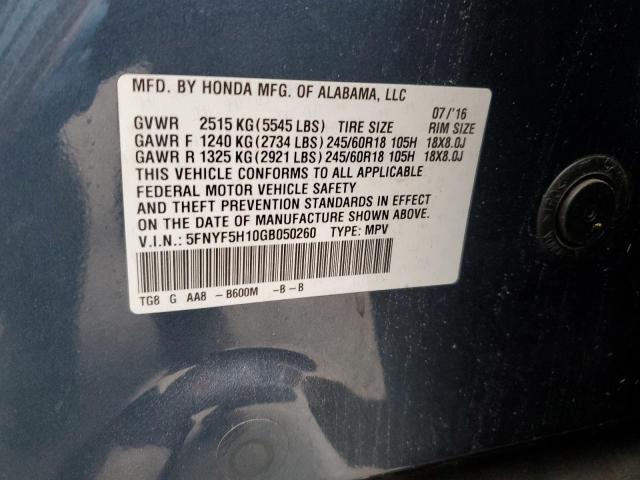 MFD. BY HONDA MFG. OF ALABAMA, LLC
07/'16
GVWR 2515 KG(5545 LBS) TIRE SIZE RIM SIZE
GAWR F 1240 KG(2734 LBS)245/60R18 105H 18X8.0J
GAWR R 1325 KG(2921 LBS)245/60R18 105H 18X8.0J
THIS VEHICLE CONFORMS TO ALL APPLICABLE
FEDERAL MOTOR VEHICLE SAFETY
AND THEFT PREVENTION STANDARDS IN EFFECT
ON THE DATE OF MANUFACTURE SHOWN ABOVE.
V.I.N.: 5FNYF5H10GB050260 TYPE: MPV
TG8 G AA8 -B600M -B-B